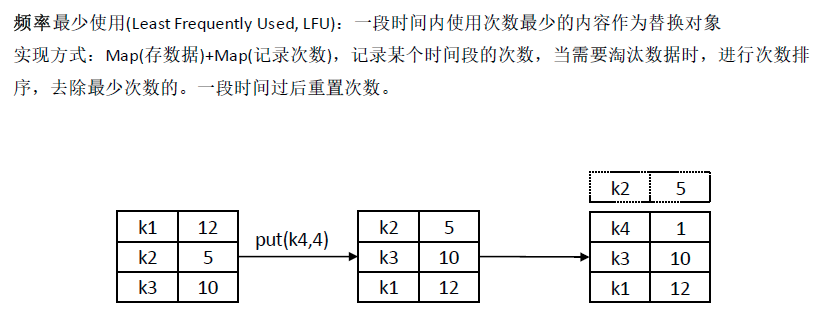 频率最少使用(Least Frequently Used, LFU)：一段时间内使用次数最少的内容作为替换对象
实现方式：Map(存数据)+Map(记录次数)，记录某个时间段的次数，当需要淘汰数据时，进行次数排
序，去除最少次数的。一段时间过后重置次数。
k1 12
k2 5
k3 10
put(k4,4)
k2 5
k3 10
k1 12
k2 5
k4 1
k3 10
k1 12